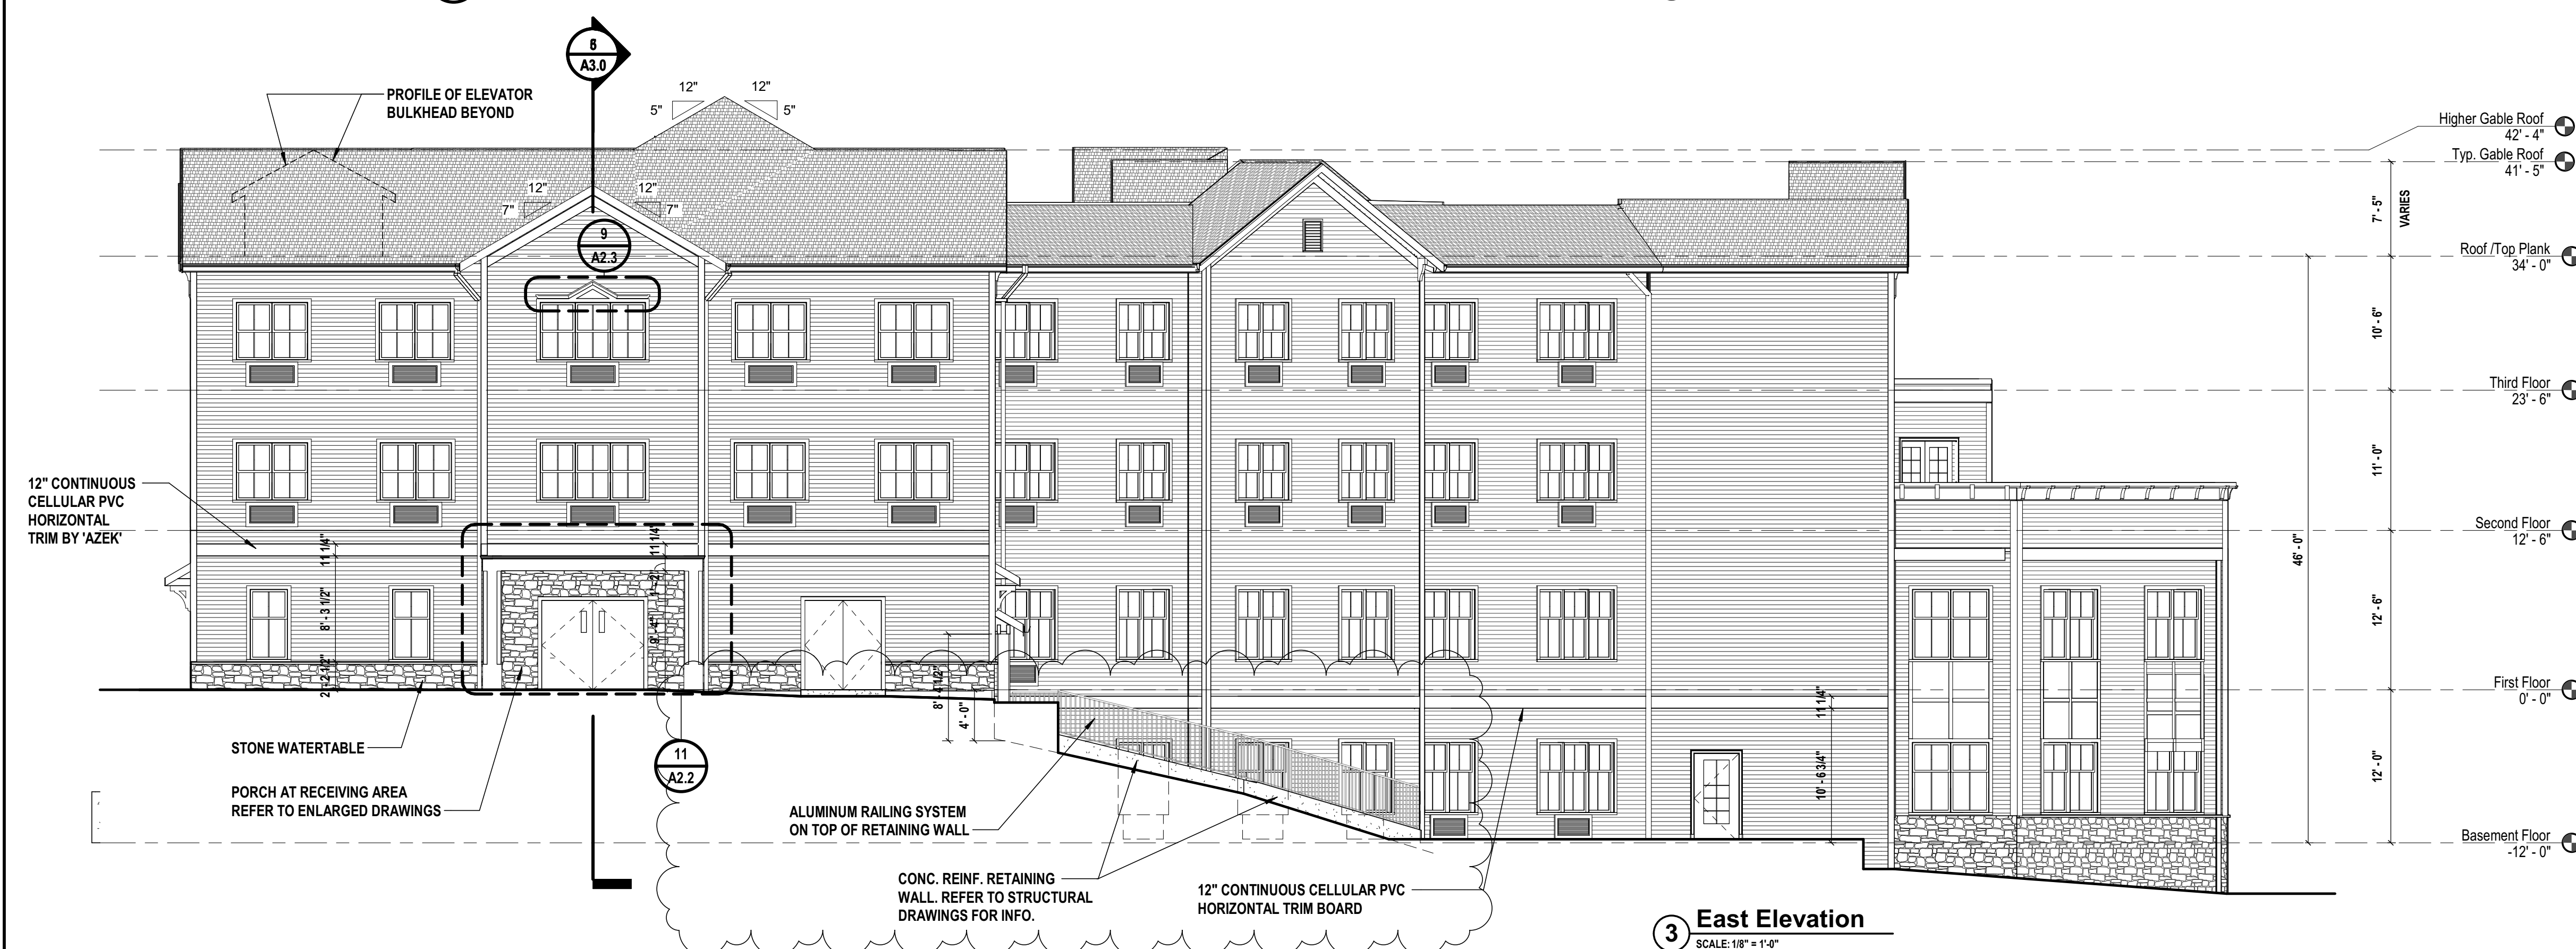 6
A3.0
12"
12"
5"
5"
PROFILE OF ELEVATOR
BULKHEAD BEYOND
12"
12"
7"
7"
9
A2.3
Higher Gable Roof
42' - 4"
Typ. Gable Roof
41' - 5"
7' - 5"
VARIES
Roof /Top Plank
34' - 0"
10' - 6"
Third Floor
23' - 6"
11' - 0"
Second Floor
12' - 6"
46' - 0"
12' - 6"
First Floor
0' - 0"
12' - 0"
Basement Floor
-12' - 0"
12" CONTINUOUS
CELLULAR PVC
HORIZONTAL
TRIM BY 'AZEK'
11 1/4"
8' - 3 1/2"
2' - 2 1/2"
11 1/4"
9' - 4"
8' - 4 1/2"
4' - 0"
11 1/4"
10' - 6 3/4"
STONE WATERTABLE
PORCH AT RECEIVING AREA
REFER TO ENLARGED DRAWINGS
11
A2.2
ALUMINUM RAILING SYSTEM
ON TOP OF RETAINING WALL
CONC. REINF. RETAINING
WALL. REFER TO STRUCTURAL
DRAWINGS FOR INFO.
12" CONTINUOUS CELLULAR PVC
HORIZONTAL TRIM BOARD
3
East Elevation
SCALE: 1/8" = 1'-0"